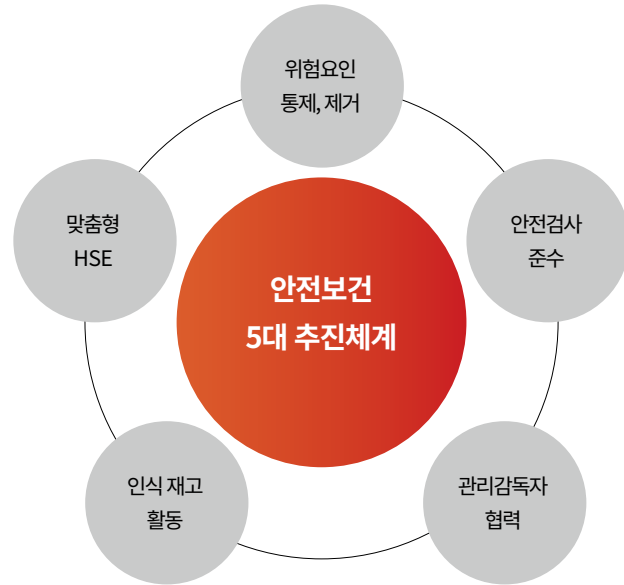 위험요인
통제, 제거
맞춤형
HSE
안전검사
준수
안전보건
5대 추진체계
인식 재고
활동
관리감독자
협력